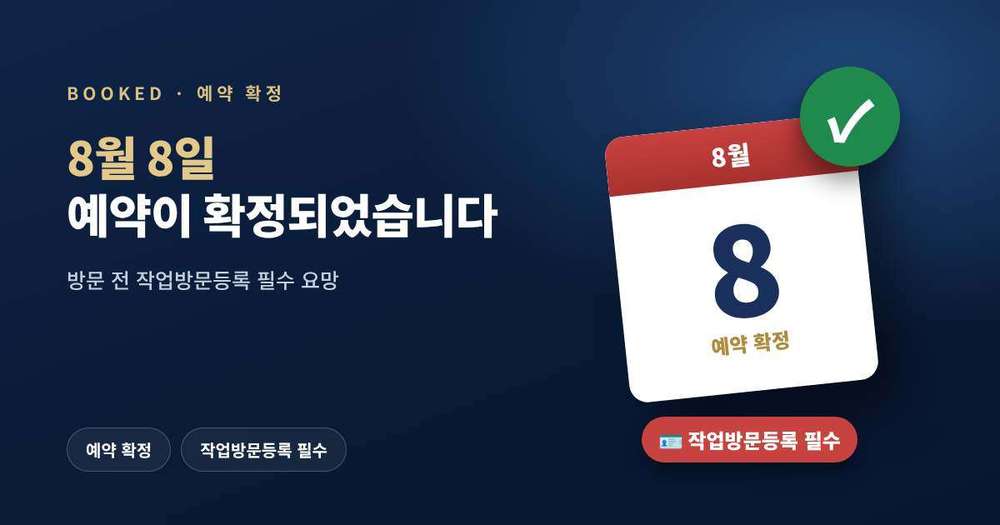 BOOKED · 예약 확정
8월 8일
예약이 확정되었습니다
방문 전 작업방문등록 필수 요망
예약 확정
작업방문등록 필수
8월
8
예약 확정
작업방문등록 필수